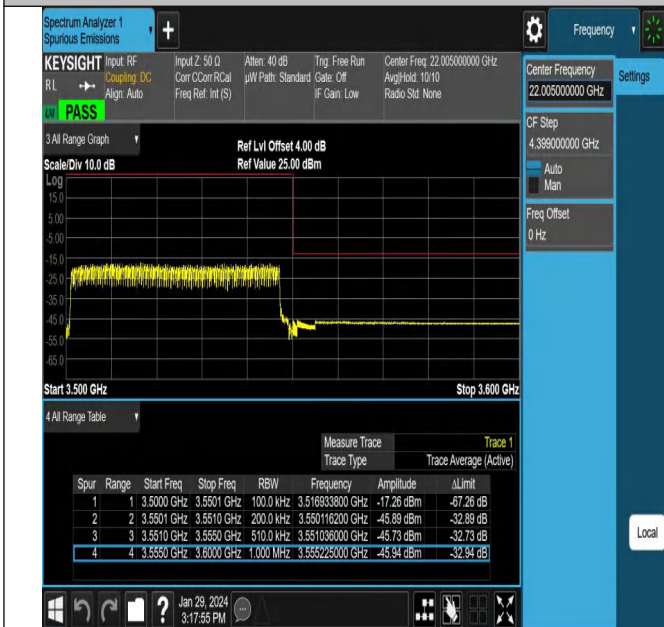 Spectrum Analyzer 1
Spurious Emissions
+
Frequency
KEYSIGHT
RL
PASS
Input: RF
Coupling: DC
Align: Auto
Input Z: 50 Ω
Corr CCorr RCal
Freq Ref: Int (S)
Atten: 40 dB
µW Path: Standard
Trig: Free Run
Gate: Off
IF Gain: Low
Center Freq: 22.005000000 GHz
Avg|Hold: 10/10
Radio Std: None
Center Frequency
22.005000000 GHz
Settings
CF Step
4.399000000 GHz
Auto
Man
Freq Offset
0 Hz
3 All Range Graph
Scale/Div 10.0 dB
Ref Lvl Offset 4.00 dB
Ref Value 25.00 dBm
Log
15.0
5.00
-5.00
-15.0
-25.0
-35.0
-45.0
-55.0
-65.0
Start 3.500 GHz
Stop 3.600 GHz
4 All Range Table
Measure Trace Trace 1
Trace Type Trace Average (Active)
Spur Range Start Freq Stop Freq RBW Frequency Amplitude ΔLimit
1 1 3.5000 GHz 3.5501 GHz 100.0 kHz 3.516933800 GHz -17.26 dBm -67.26 dB
2 2 3.5501 GHz 3.5510 GHz 200.0 kHz 3.550116200 GHz -45.89 dBm -32.89 dB
3 3 3.5510 GHz 3.5550 GHz 510.0 kHz 3.551036000 GHz -45.73 dBm -32.73 dB
4 4 3.5550 GHz 3.6000 GHz 1.000 MHz 3.555225000 GHz -45.94 dBm -32.94 dB
Local
?
Jan 29, 2024
3:17:55 PM